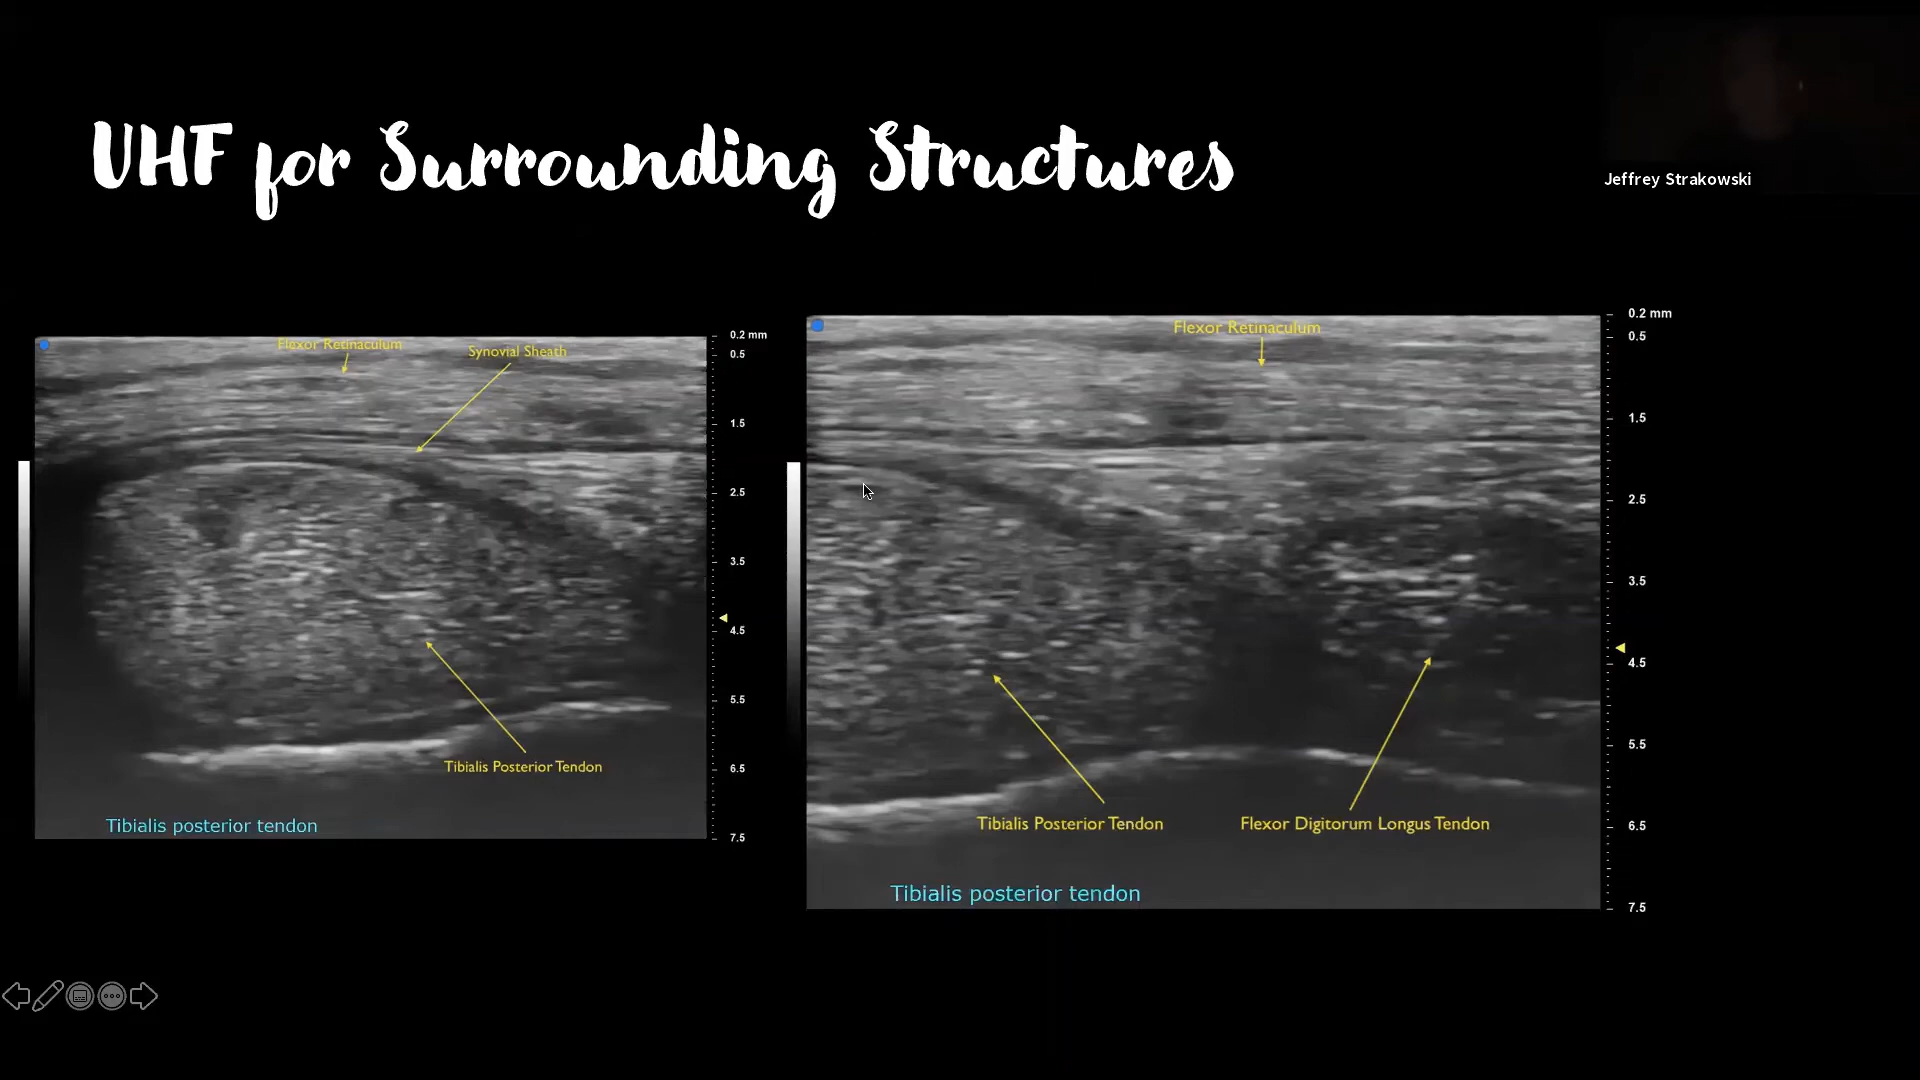 UHF for Surrounding Structures
Jeffrey Strakowski
Flexor Retinaculum
Synovial Sheath
Tibialis Posterior Tendon
Tibialis posterior tendon
0.2 mm
0.5
1.5
2.5
3.5
4.5
5.5
6.5
7.5
Flexor Retinaculum
Tibialis Posterior Tendon
Flexor Digitorum Longus Tendon
Tibialis posterior tendon
0.2 mm
0.5
1.5
2.5
3.5
4.5
5.5
6.5
7.5